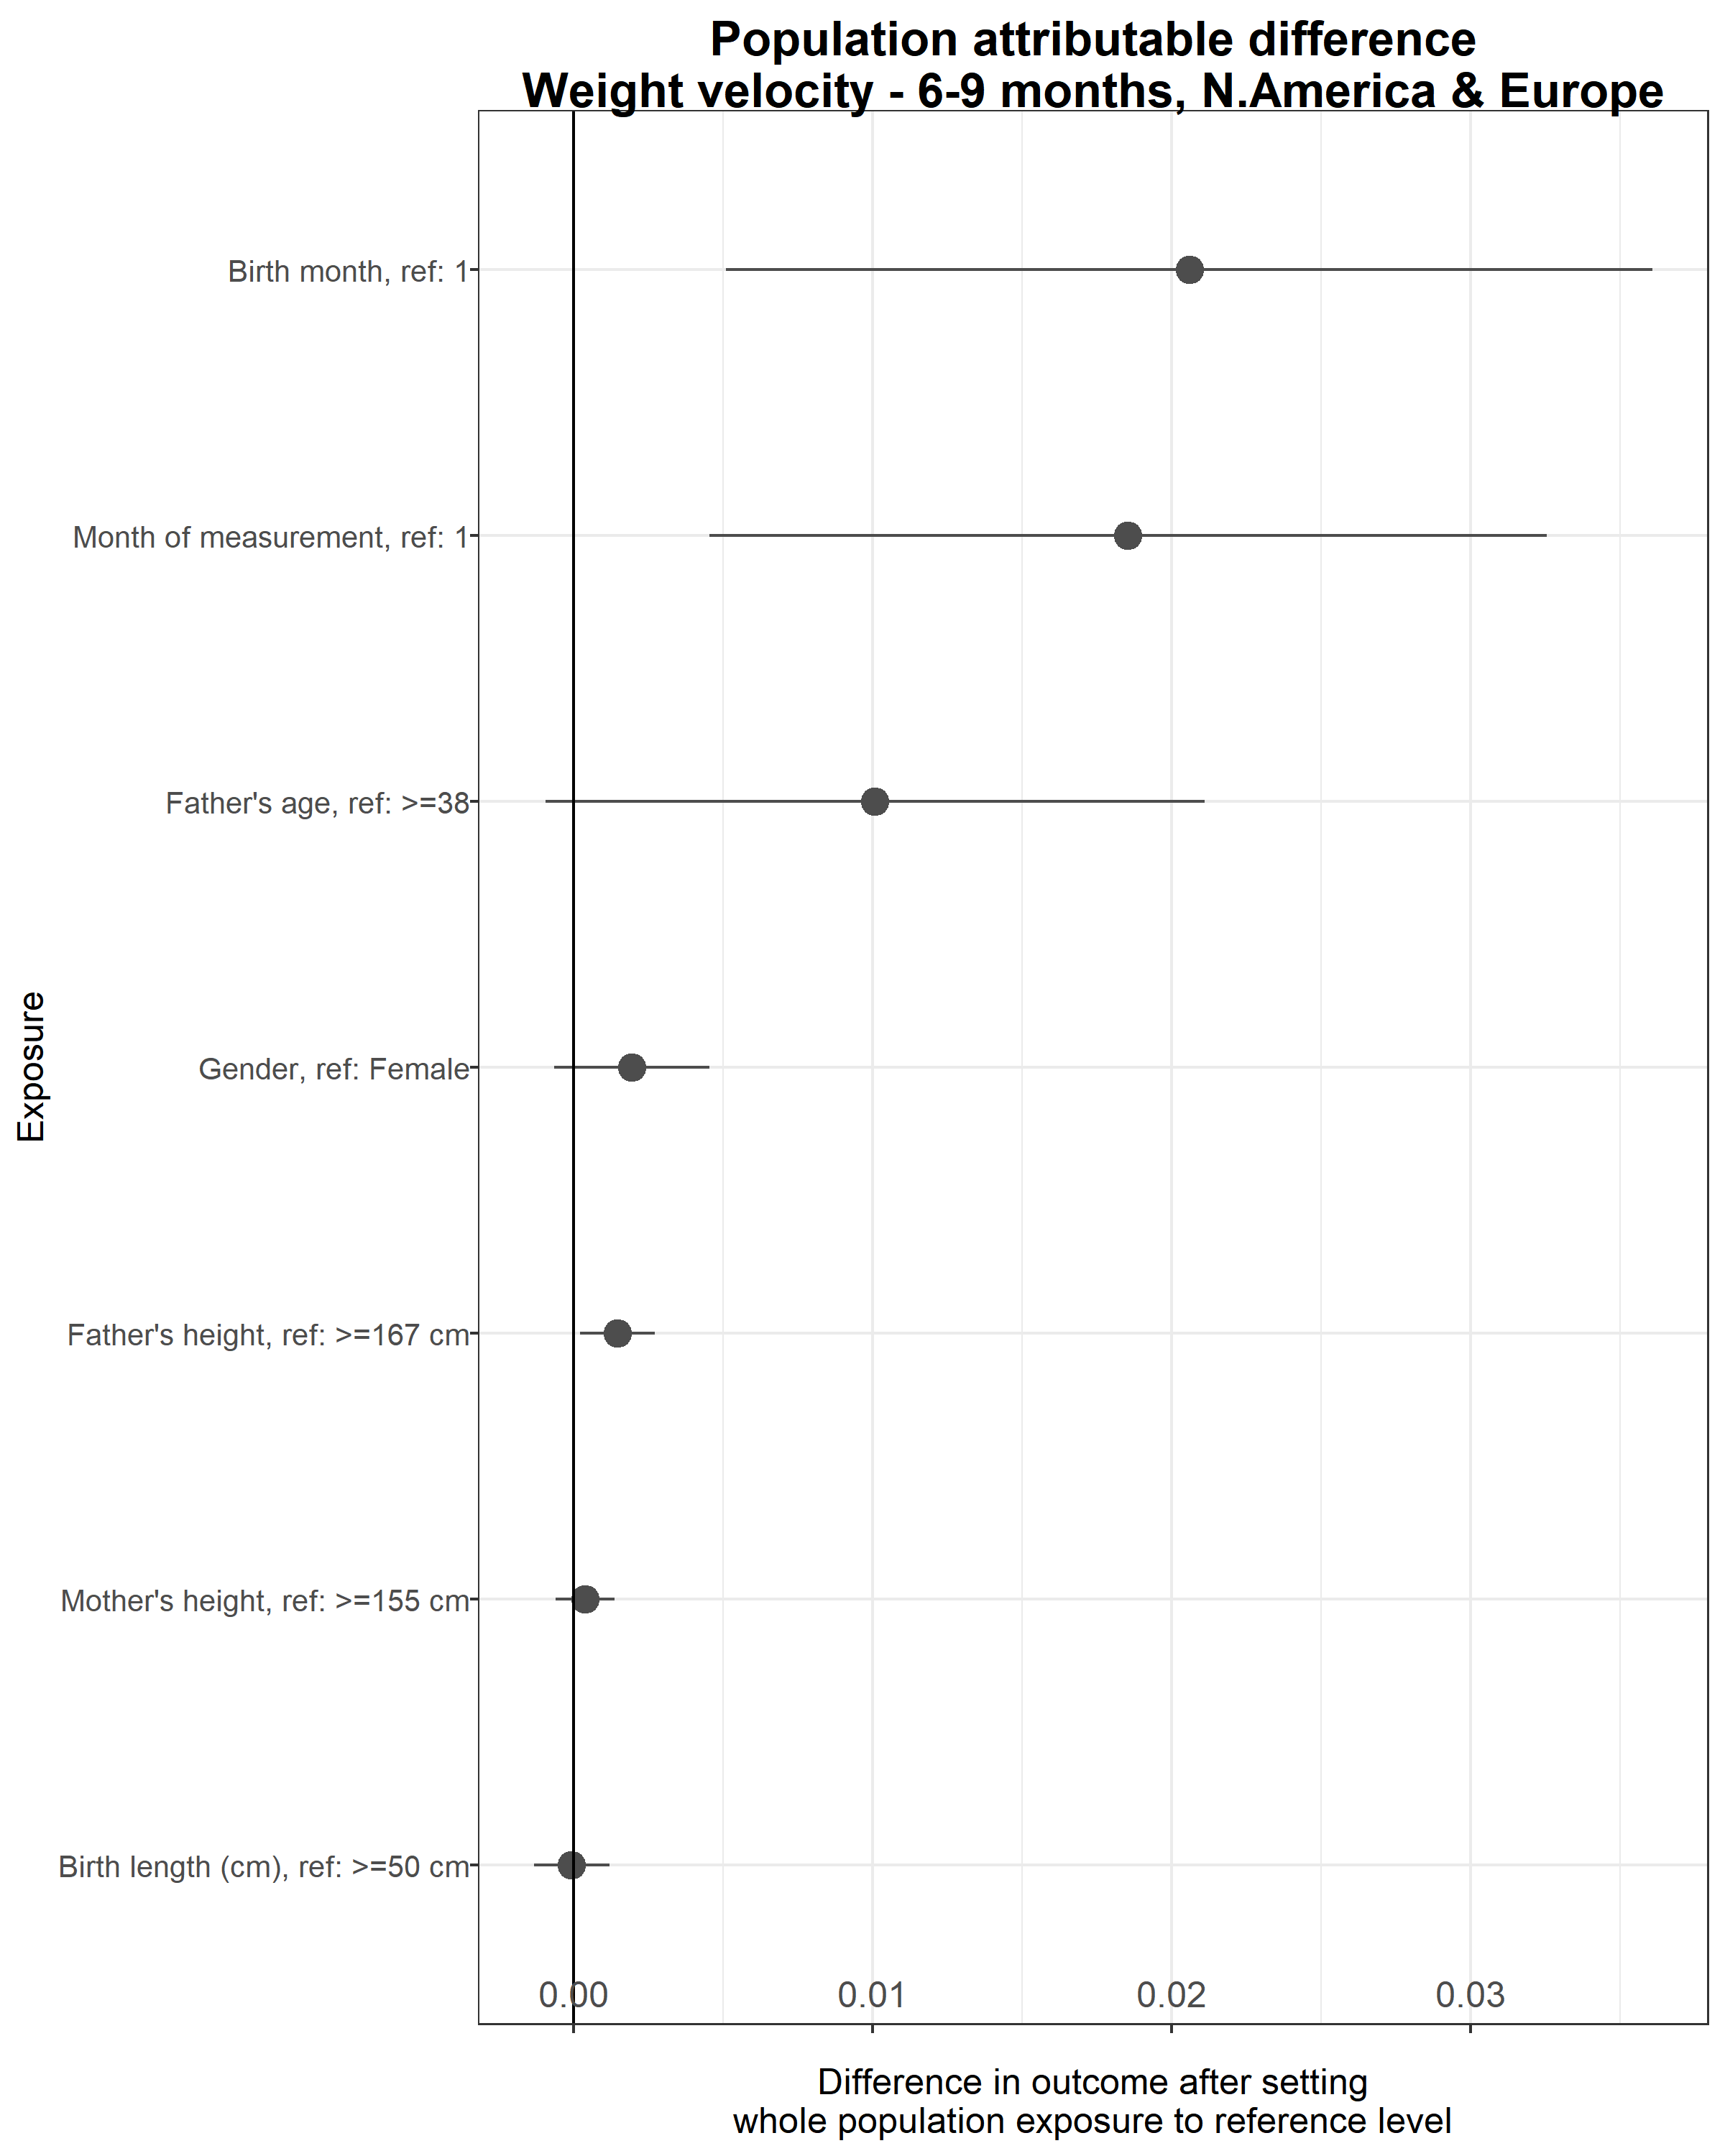 Population attributable difference
Weight velocity - 6-9 months, N.America & Europe
Birth month, ref: 1
Month of measurement, ref: 1
Father's age, ref: >=38
Gender, ref: Female
Father's height, ref: >=167 cm
Mother's height, ref: >=155 cm
Birth length (cm), ref: >=50 cm
Exposure
0.00 0.01 0.02 0.03
Difference in outcome after setting
whole population exposure to reference level